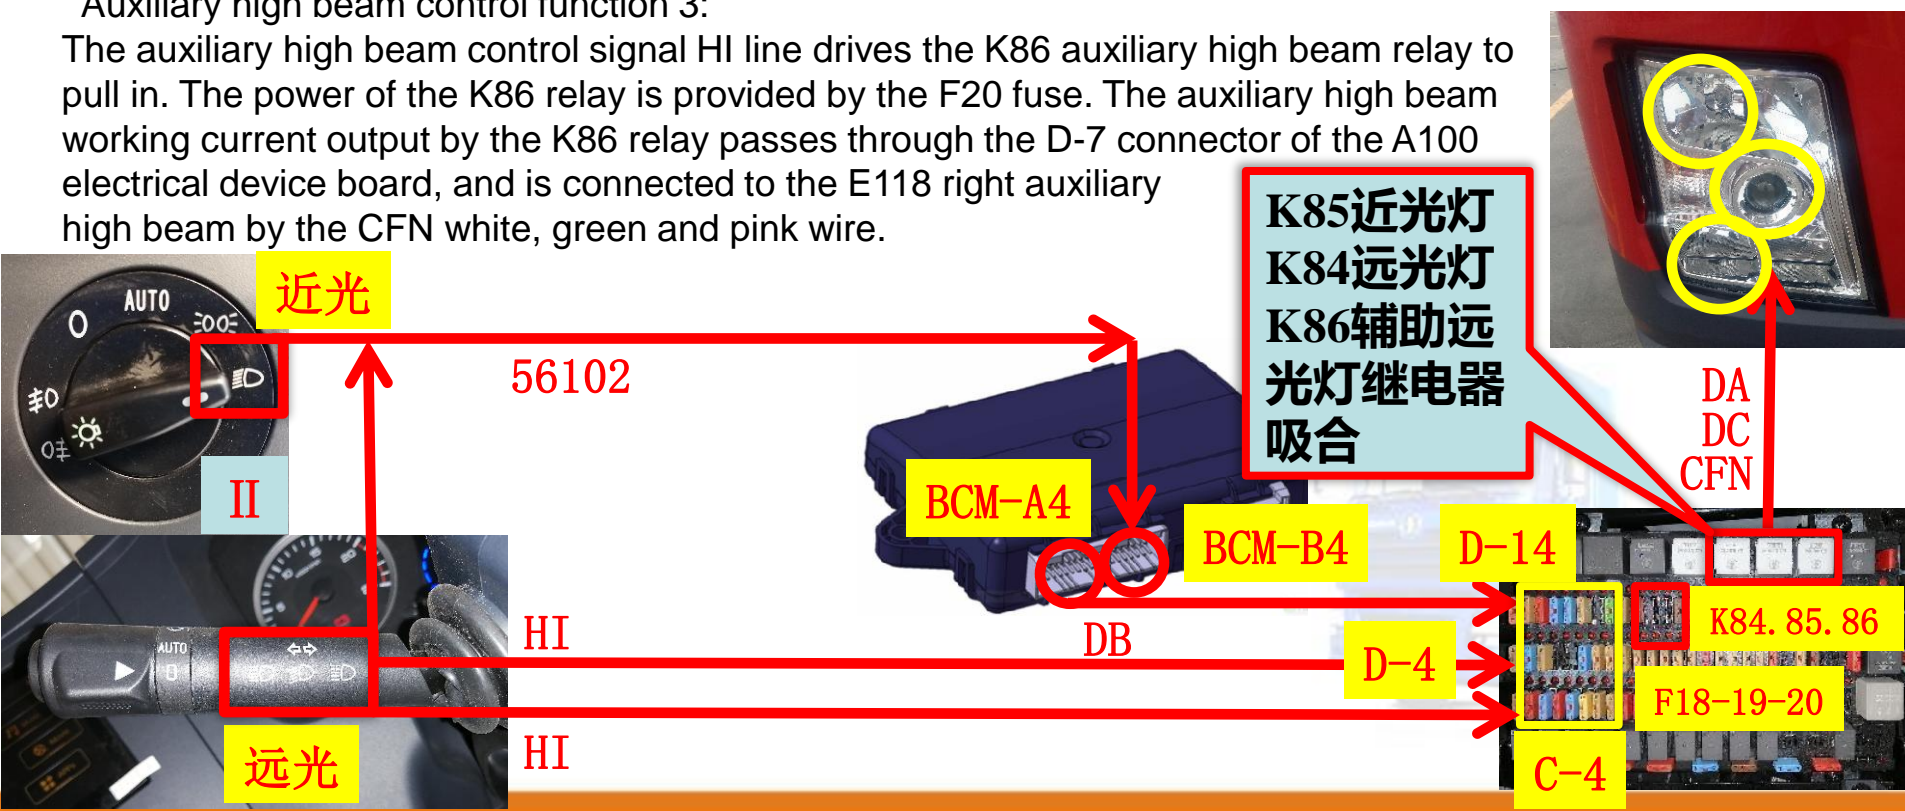 Auxiliary high beam control function 3:
The auxiliary high beam control signal HI line drives the K86 auxiliary high beam relay to
pull in. The power of the K86 relay is provided by the F20 fuse. The auxiliary high beam
working current output by the K86 relay passes through the D-7 connector of the A100
electrical device board, and is connected to the E118 right auxiliary
high beam by the CFN white, green and pink wire.
K85近光灯
K84远光灯
K86辅助远
光灯继电器
吸合
近光
AUTO
0
56102
II
DA
DC
CFN
BCM-A4
BCM-B4
D-14
K84.85.86
HI
DB
D-4
F18-19-20
AUTO
0
远光
HI
C-4